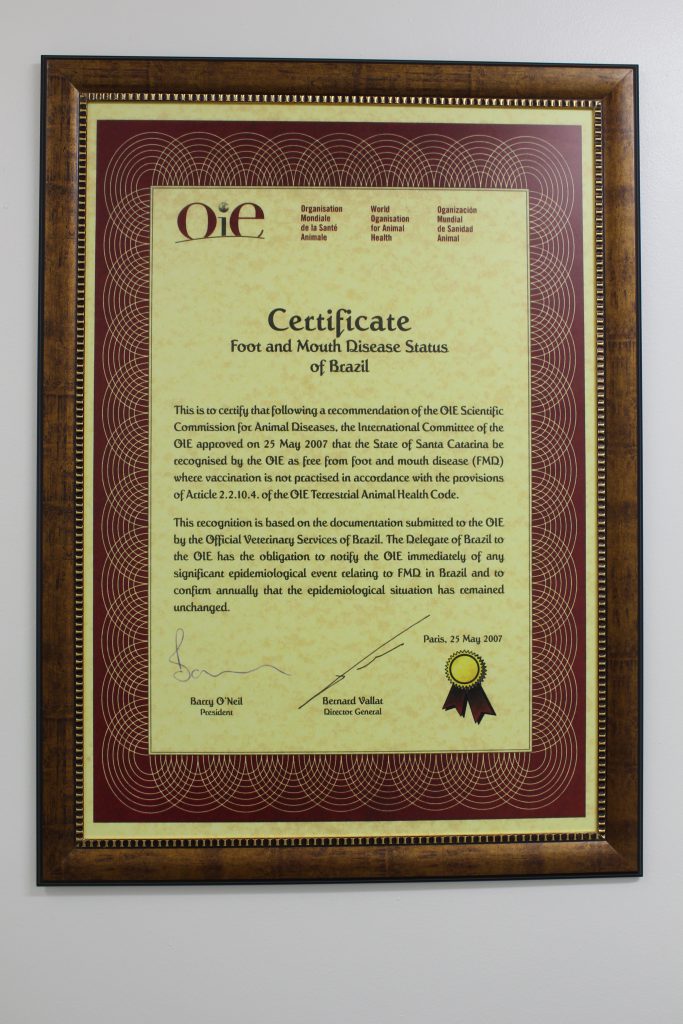 OiE
Organisation
Mondiale
de la Santé
Animale
World
Oganisation
for Animal
Health
Oganización
Mundial
de Sanidad
Animal
Certificate
Foot and Mouth Disease Status
of Brazil
This is to certify that following a recommendation of the OIE Scientific
Commission for Animal Diseases, the International Committee of the
OIE approved on 25 May 2007 that the State of Santa Catarina be
recognised by the OIE as free from foot and mouth disease (FMD)
where vaccination is not practised in accordance with the provisions
of Article 2.2.10.4. of the OIE Terrestrial Animal Health Code.
This recognition is based on the documentation submitted to the OIE
by the Official Veterinary Services of Brazil. The Delegate of Brazil to
the OIE has the obligation to notify the OIE immediately of any
significant epidemiological event relating to FMD in Brazil and to
confirm annually that the epidemiological situation has remained
unchanged.
Paris, 25 May 2007
Barry O'Neil
President
Bernard Vallat
Director General